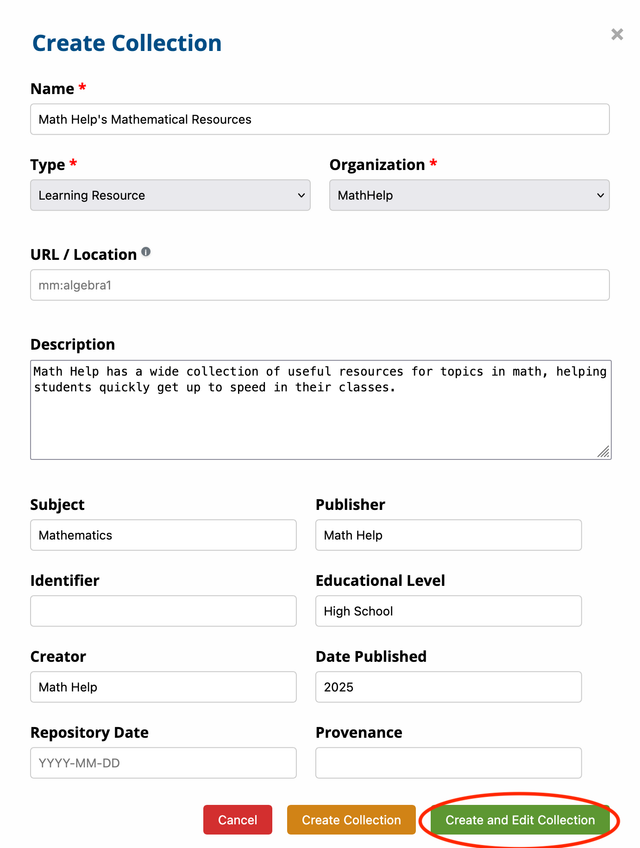 Create Collection
Name *
Math Help's Mathematical Resources
Type *
Organization *
Learning Resource
MathHelp
URL / Location
mm:algebra1
Description
Math Help has a wide collection of useful resources for topics in math, helping
students quickly get up to speed in their classes.
Subject
Publisher
Mathematics
Math Help
Identifier
Educational Level
High School
Creator
Date Published
Math Help
2025
Repository Date
Provenance
YYYY-MM-DD
Cancel
Create Collection
Create and Edit Collection